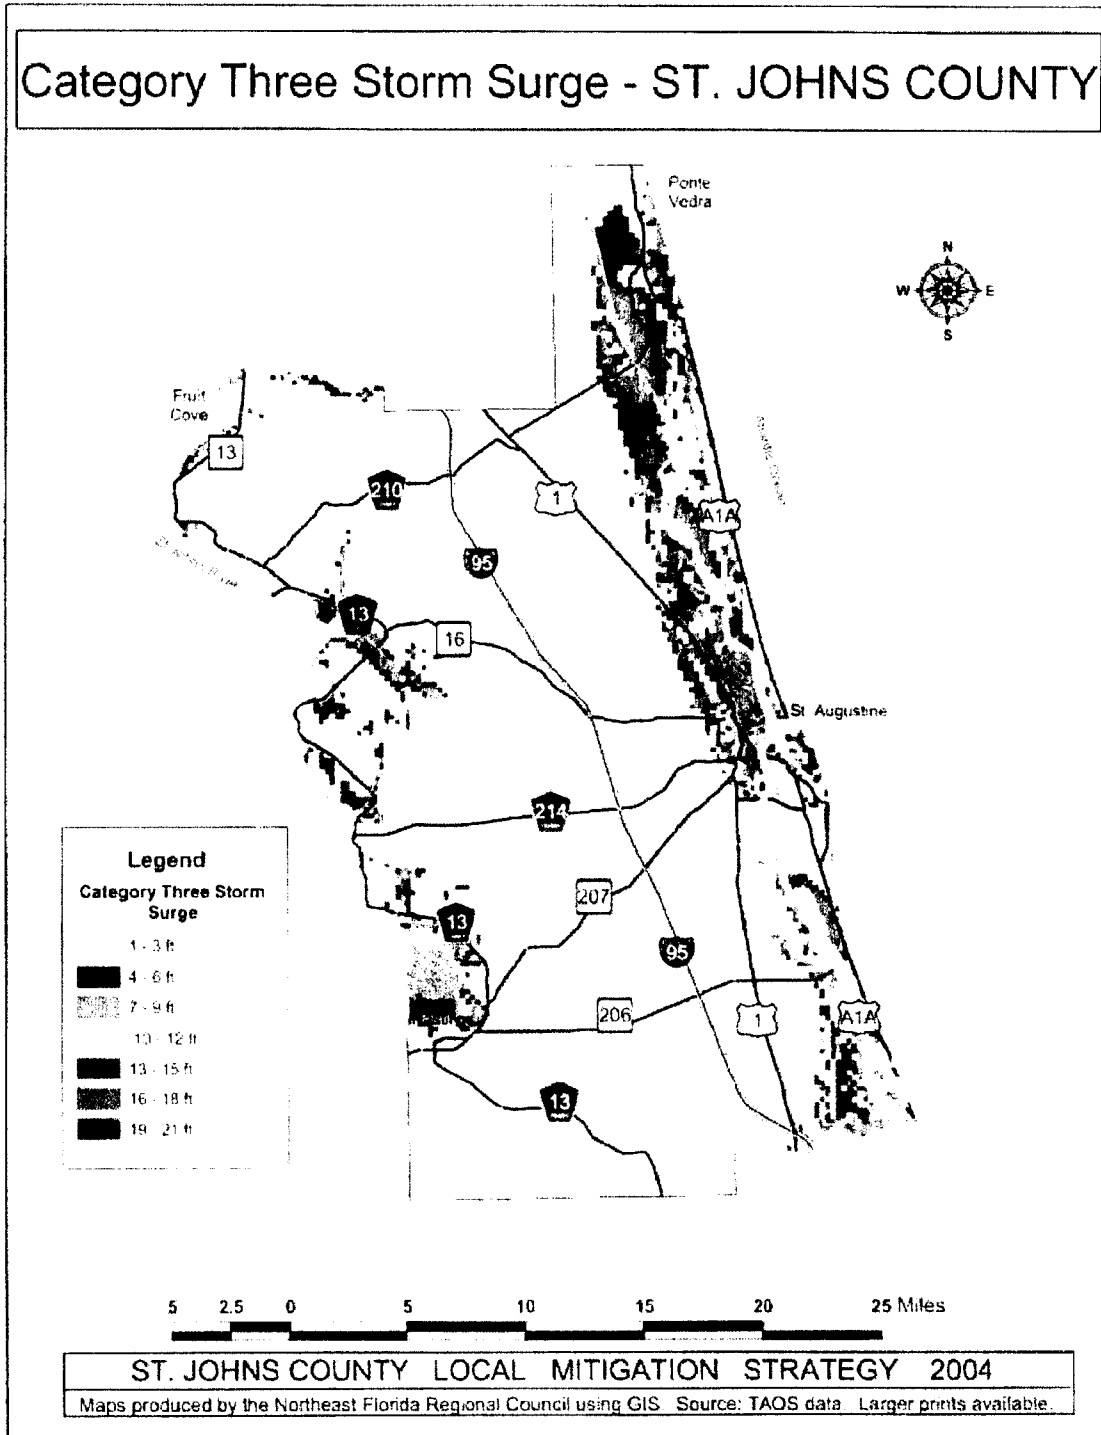 Category Three Storm Surge - ST. JOHNS COUNTY
Ponte
Vedra
N
W E
S
Fruit
Cove
13
210
1
A1A
95
13
16
St. Augustine
214
Legend
Category Three Storm
Surge
1 - 3 ft
4 - 6 ft
7 - 9 ft
10 - 12 ft
13 - 15 ft
16 - 18 ft
19 - 21 ft
207
13
95
206
1
A1A
13
5 2.5 0 5 10 15 20 25 Miles
ST. JOHNS COUNTY LOCAL MITIGATION STRATEGY 2004
Maps produced by the Northeast Florida Regional Council using GIS. Source: TAOS data. Larger prints available.